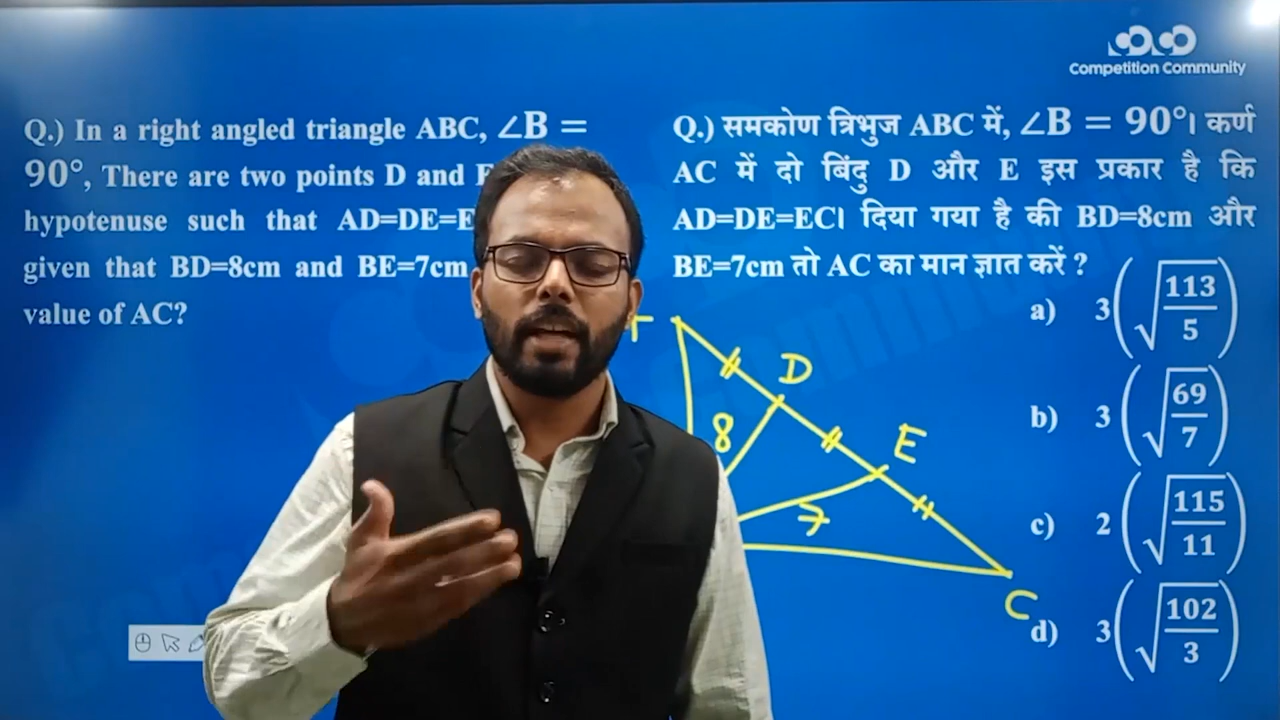 Competition Community
Q.) In a right angled triangle ABC, ∠B =
90°, There are two points D and
hypotenuse such that AD=DE=E
given that BD=8cm and BE=7cm
value of AC?
Q.) समकोण त्रिभुज ABC में, ∠B = 90°। कर्ण
AC में दो बिंदु D और E इस प्रकार है कि
AD=DE=EC। दिया गया है की BD=8cm और
BE=7cm तो AC का मान ज्ञात करें ?
a) 3(√113/5)
b) 3(√69/7)
c) 2(√115/11)
d) 3(√102/3)
D
8
E
7
C